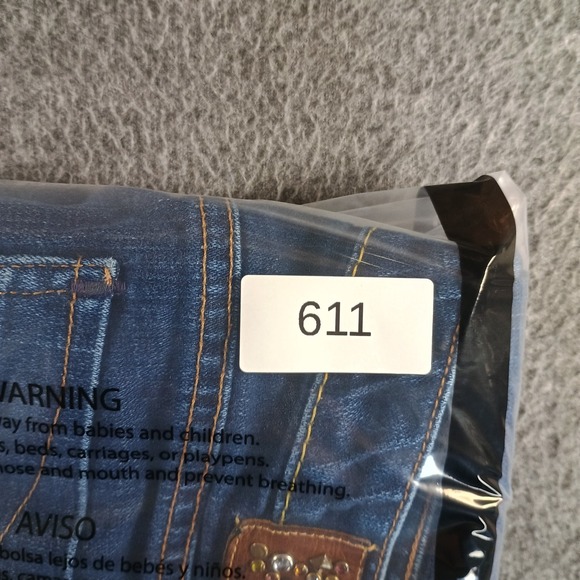 611
WARNING
way from babies and children.
s, beds, carriages, or playpens.
nose and mouth and prevent breathing.
AVISO
bolsa lejos de bebés y niños.